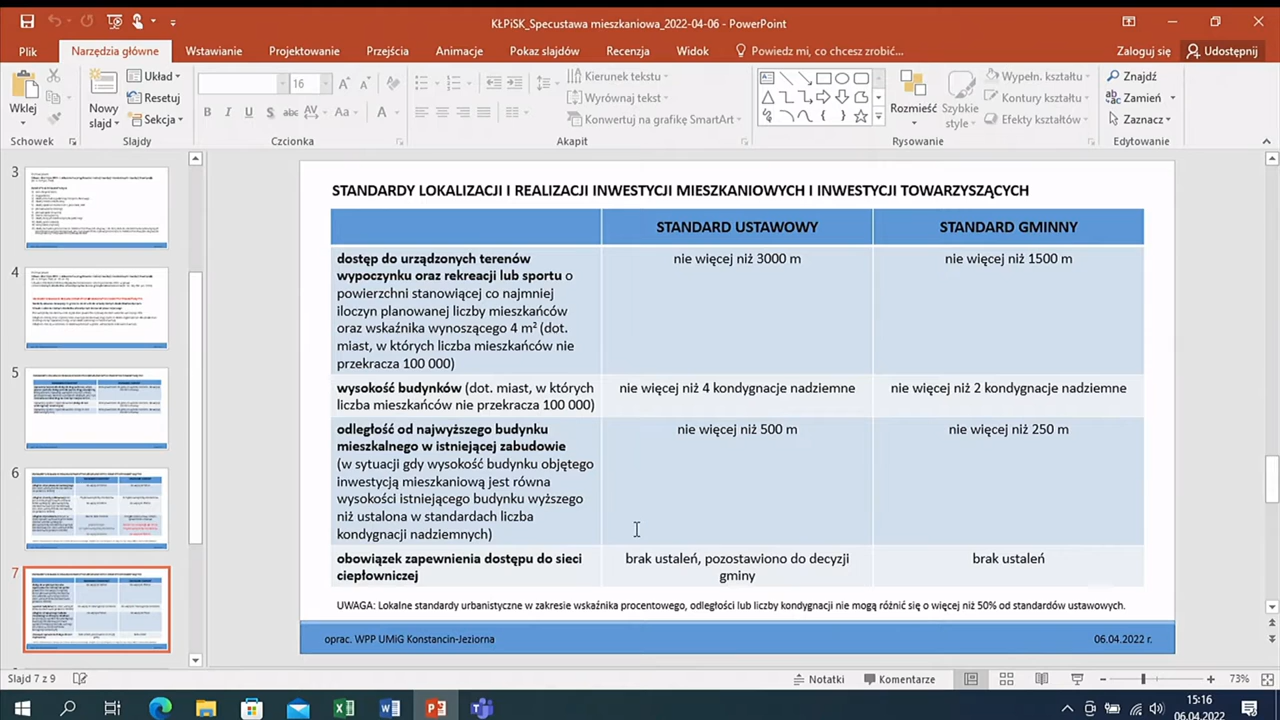 KŁPiSK_Specustawa mieszkaniowa_2022-04-06 - PowerPoint
Plik Narzędzia główne Wstawianie Projektowanie Przejścia Animacje Pokaz slajdów Recenzja Widok Powiedz mi, co chcesz zrobić... Zaloguj się Udostępnij
Wklej
Nowy slajd
Układ
Resetuj
Sekcja
16
Kierunek tekstu
Wyrównaj tekst
Konwertuj na grafikę SmartArt
Rozmieść
Szybkie style
Wypełn. kształtu
Kontury kształtu
Efekty kształtu
Znajdź
Zamień
Zaznacz
Schowek Slajdy Czcionka Akapit Rysowanie Edytowanie
3
4
5
6
7
STANDARDY LOKALIZACJI I REALIZACJI INWESTYCJI MIESZKANIOWYCH I INWESTYCJI TOWARZYSZĄCYCH
STANDARD USTAWOWY STANDARD GMINNY
dostęp do urządzonych terenów nie więcej niż 3000 m nie więcej niż 1500 m
wypoczynku oraz rekreacji lub sportu o
powierzchni stanowiącej co najmniej
iloczyn planowanej liczby mieszkańców
oraz wskaźnika wynoszącego 4 m² (dot.
miast, w których liczba mieszkańców nie
przekracza 100 000)
wysokość budynków (dot, miast, w których nie więcej niż 4 kondygnacje nadziemne nie więcej niż 2 kondygnacje nadziemne
liczba mieszkańców nie przekracza 100 000)
odległość od najwyższego budynku nie więcej niż 500 m nie więcej niż 250 m
mieszkalnego w istniejącej zabudowie
(w sytuacji gdy wysokość budynku objętego
inwestycją mieszkaniową jest równa
wysokości istniejącego budynku wyższego
niż ustalona w standardach liczba
kondygnacji nadziemnych)
obowiązek zapewnienia dostępu do sieci brak ustaleń, pozostawiono do decyzji brak ustaleń
ciepłowniczej gminy
UWAGA: Lokalne standardy urbanistyczne w zakresie wskaźnika procentowego, odległości oraz liczby kondygnacji nie mogą różnić się więcej niż 50% od standardów ustawowych.
oprac. WPP UMiG Konstancin-Jeziorna 06.04.2022 r.
Slajd 7 z 9 Notatki Komentarze 73%
15:16
06.04.2022